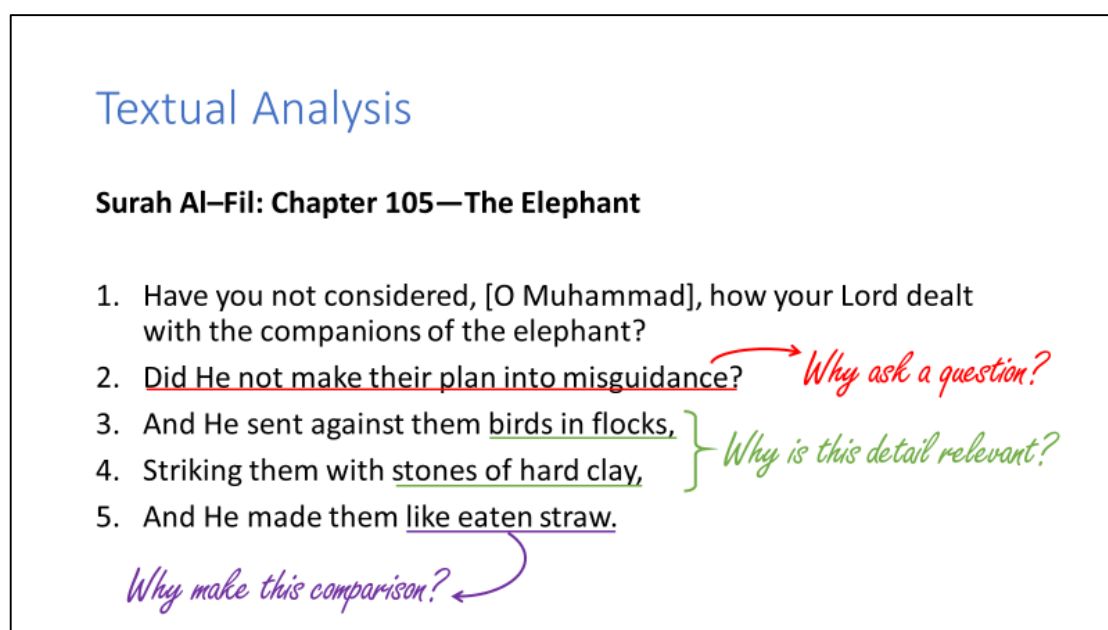 Textual Analysis
Surah Al–Fil: Chapter 105—The Elephant
1. Have you not considered, [O Muhammad], how your Lord dealt
with the companions of the elephant?
2. Did He not make their plan into misguidance?
Why ask a question?
3. And He sent against them birds in flocks,
Why is this detail relevant?
4. Striking them with stones of hard clay,
5. And He made them like eaten straw.
Why make this comparison?